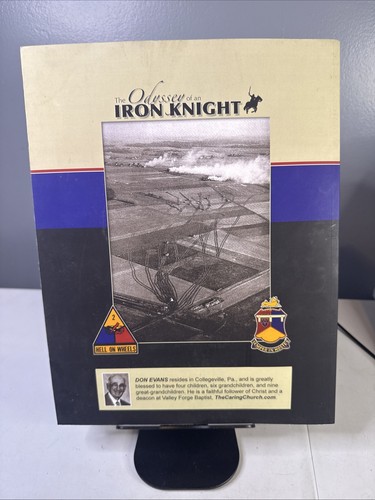 The Odyssey of an
IRON KNIGHT
2
HELL ON WHEELS
DON EVANS resides in Collegeville, Pa., and is greatly
blessed to have four children, six grandchildren, and nine
great-grandchildren. He is a faithful follower of Christ and a
deacon at Valley Forge Baptist, TheCaringChurch.com.